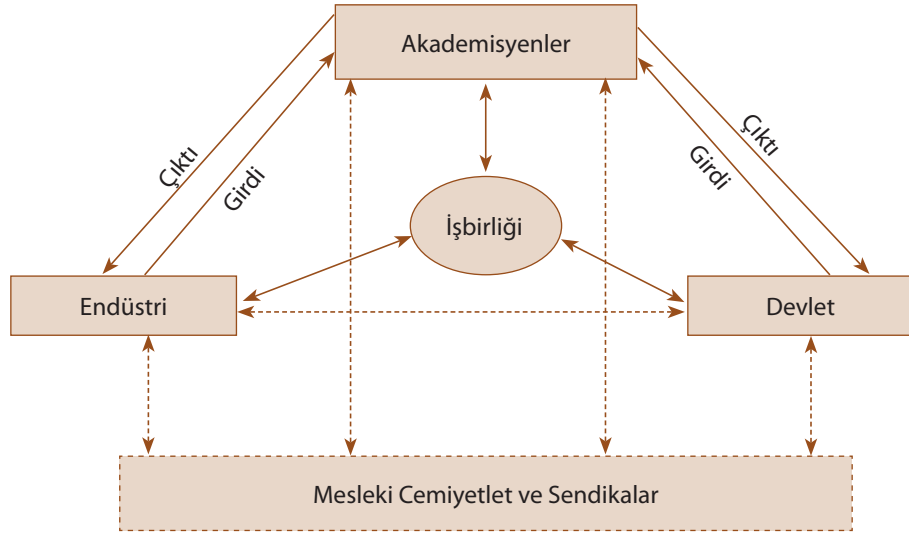 Akademisyenler
Çıktı
Girdi
Girdi
Çıktı
İşbirliği
Endüstri
Devlet
Mesleki Cemiyetlet ve Sendikalar